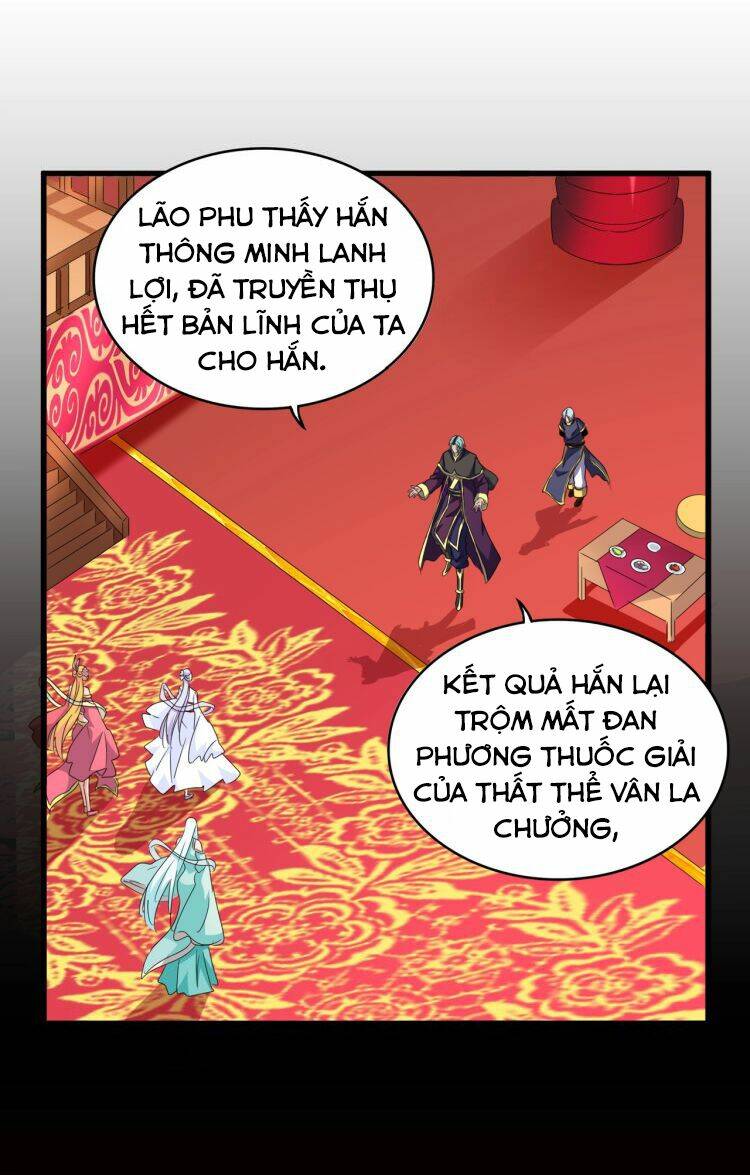 LÃO PHU THẤY HẮN
THÔNG MINH LANH
LỢI, ĐÃ TRUYỀN THỤ
HẾT BẢN LĨNH CỦA TA
CHO HẮN.
KẾT QUẢ HẮN LẠI
TRỘM MẤT ĐAN
PHƯƠNG THUỐC GIẢI
CỦA THẤT THỂ VÂN LA
CHƯỞNG,